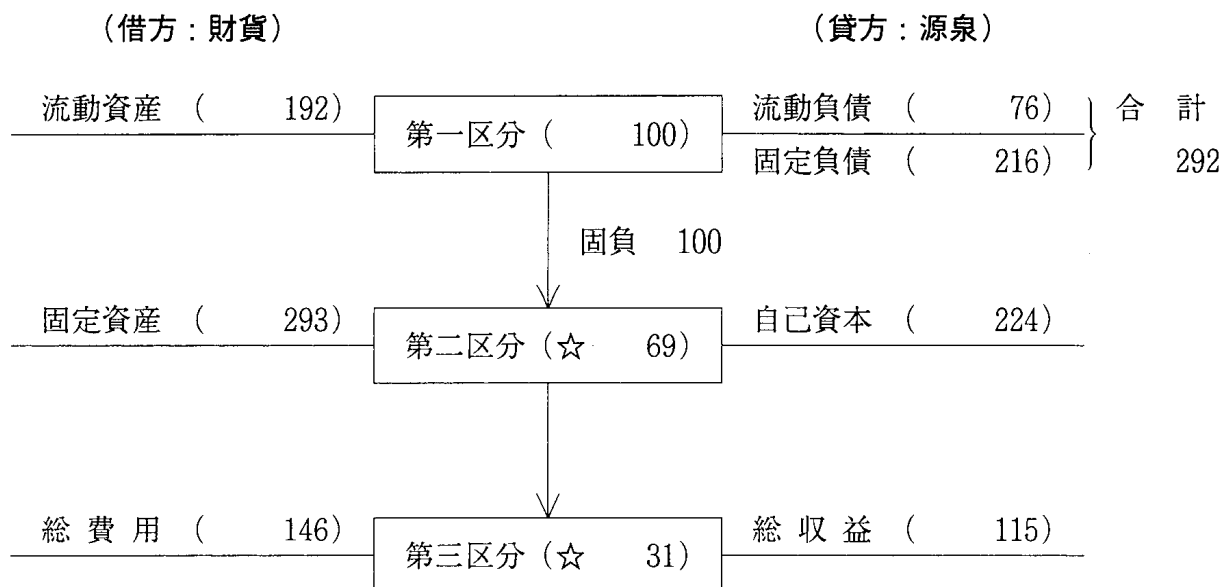 （借方：財貨）　（貸方：源泉）
流動資産　（　192）　第一区分（　100）　流動負債　（　76）　合　計
固定負債　（　216）　292
固負　100
固定資産　（　293）　第二区分（☆　69）　自己資本　（　224）
総 費 用　（　146）　第三区分（☆　31）　総 収 益　（　115）